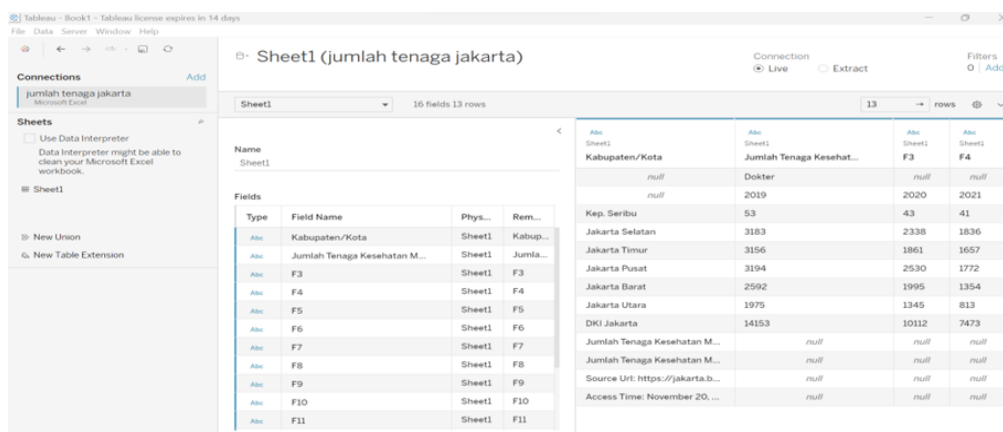 Tableau - Book1 - Tableau license expires in 14 days
File Data Server Window Help
Connections Add
jumlah tenaga jakarta
Microsoft Excel
Sheets
Use Data Interpreter
Data Interpreter might be able to
clean your Microsoft Excel
workbook.
Sheet1
New Union
New Table Extension
Sheet1 (jumlah tenaga jakarta)
Connection
Live Extract
Filters
0 Add
Sheet1 16 fields 13 rows
13 → rows
Name
Sheet1
Fields
Type Field Name Phys... Rem...
Abc Kabupaten/Kota Sheet1 Kabup...
Abc Jumlah Tenaga Kesehatan M... Sheet1 Jumla...
Abc F3 Sheet1 F3
Abc F4 Sheet1 F4
Abc F5 Sheet1 F5
Abc F6 Sheet1 F6
Abc F7 Sheet1 F7
Abc F8 Sheet1 F8
Abc F9 Sheet1 F9
Abc F10 Sheet1 F10
Abc F11 Sheet1 F11
Abc Abc Abc Abc
Sheet1 Sheet1 Sheet1 Sheet1
Kabupaten/Kota Jumlah Tenaga Kesehat... F3 F4
null Dokter null null
null 2019 2020 2021
Kep. Seribu 53 43 41
Jakarta Selatan 3183 2338 1836
Jakarta Timur 3156 1861 1657
Jakarta Pusat 3194 2530 1772
Jakarta Barat 2592 1995 1354
Jakarta Utara 1975 1345 813
DKI Jakarta 14153 10112 7473
Jumlah Tenaga Kesehatan M... null null null
Jumlah Tenaga Kesehatan M... null null null
Source Url: https://jakarta.b... null null null
Access Time: November 20, ... null null null